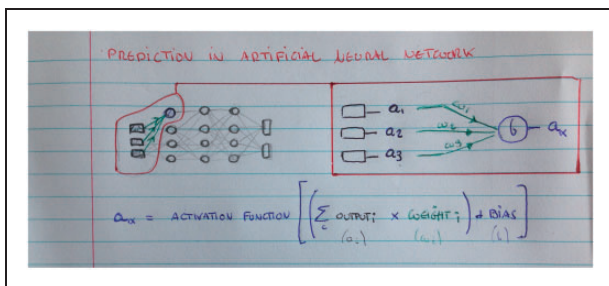 PREDICTION IN ARTIFICIAL NEURAL NETWORK
a₁ w₁
a₂ w₂
a₃ w₃
b aₓ
aₓ = ACTIVATION FUNCTION [(∑ᵢ OUTPUTᵢ × WEIGHTᵢ) + BIAS]
(aᵢ) (wᵢ) (b)